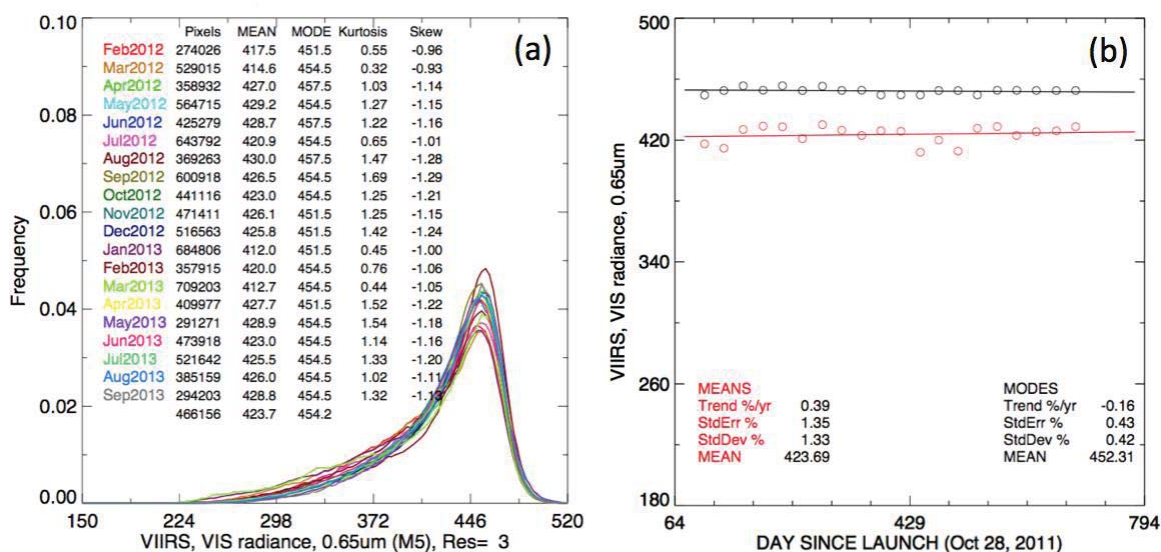 (a)
Pixels MEAN MODE Kurtosis Skew
Feb2012 274026 417.5 451.5 0.55 -0.96
Mar2012 529015 414.6 454.5 0.32 -0.93
Apr2012 358932 427.0 457.5 1.03 -1.14
May2012 564715 429.2 454.5 1.27 -1.15
Jun2012 425279 428.7 457.5 1.22 -1.16
Jul2012 643792 420.9 454.5 0.65 -1.01
Aug2012 369263 430.0 457.5 1.47 -1.28
Sep2012 600918 426.5 454.5 1.69 -1.29
Oct2012 441116 423.0 454.5 1.25 -1.21
Nov2012 471411 426.1 451.5 1.25 -1.15
Dec2012 516563 425.8 451.5 1.42 -1.24
Jan2013 684806 412.0 451.5 0.45 -1.00
Feb2013 357915 420.0 454.5 0.76 -1.06
Mar2013 709203 412.7 454.5 0.44 -1.05
Apr2013 409977 427.7 451.5 1.52 -1.22
May2013 291271 428.9 454.5 1.54 -1.18
Jun2013 473918 423.0 454.5 1.14 -1.16
Jul2013 521642 425.5 454.5 1.33 -1.20
Aug2013 385159 426.0 454.5 1.02 -1.11
Sep2013 294203 428.8 454.5 1.32 -1.13
466156 423.7 454.2
0.10
0.08
0.06
0.04
0.02
0.00
Frequency
150 224 298 372 446 520
VIIRS, VIS radiance, 0.65um (M5), Res= 3
(b)
500
420
340
260
180
VIIRS, VIS radiance, 0.65um
MEANS
Trend %/yr 0.39
StdErr % 1.35
StdDev % 1.33
MEAN 423.69
MODES
Trend %/yr -0.16
StdErr % 0.43
StdDev % 0.42
MEAN 452.31
64 429 794
DAY SINCE LAUNCH (Oct 28, 2011)